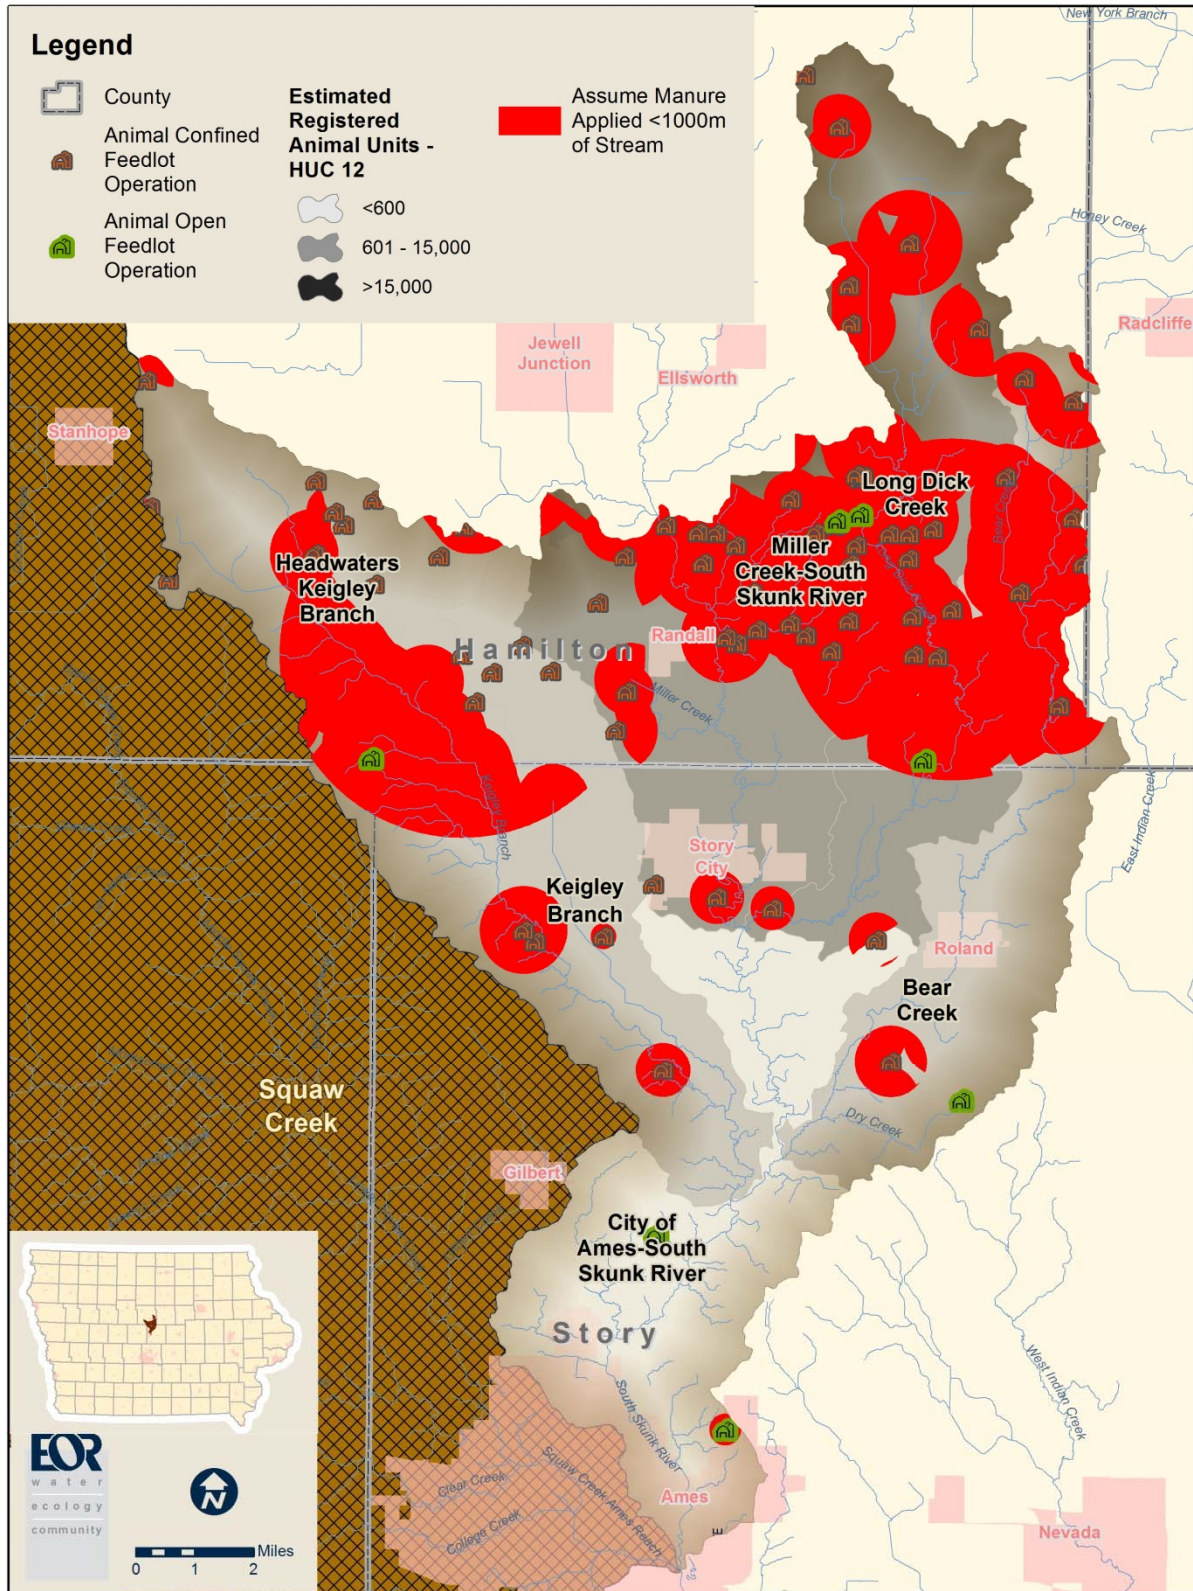 Legend
County
Animal Confined
Feedlot
Operation
Animal Open
Feedlot
Operation
Estimated
Registered
Animal Units -
HUC 12
<600
601 - 15,000
>15,000
Assume Manure
Applied <1000m
of Stream
New York Branch
Honey Creek
Radcliffe
Jewell
Junction
Ellsworth
Stanhope
Long Dick
Creek
Bear Creek
Miller
Creek-South
Skunk River
Headwaters
Keigley
Branch
Hamilton
Randall
Miller Creek
Keigley Branch
East Indian Creek
Story
City
Keigley
Branch
Roland
Bear
Creek
Squaw
Creek
Dry Creek
Gilbert
City of
Ames-South
Skunk River
Story
West Indian Creek
South Skunk River
Squaw Creek Ames Reach
Clear Creek
College Creek
Ames
Nevada
E
EOR
water
ecology
community
N
Miles
0 1 2